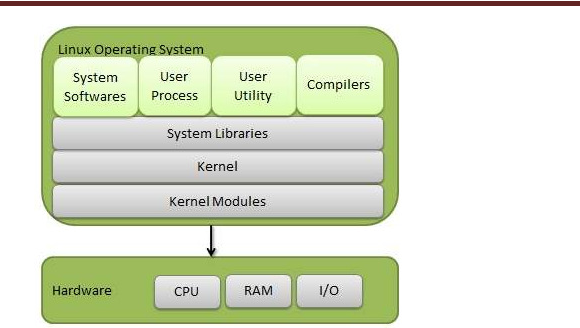 Linux Operating System
System
Softwares
User
Process
User
Utility
Compilers
System Libraries
Kernel
Kernel Modules
Hardware
CPU
RAM
I/O